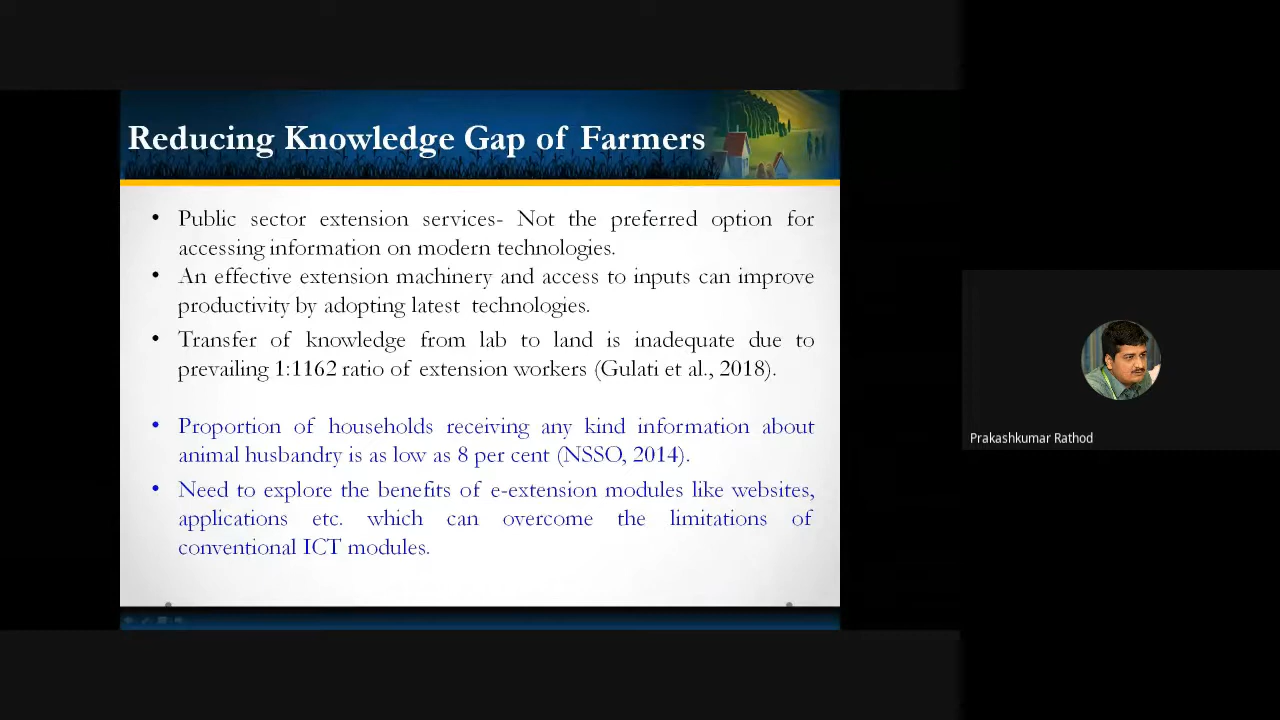 Reducing Knowledge Gap of Farmers
• Public sector extension services- Not the preferred option for
accessing information on modern technologies.
• An effective extension machinery and access to inputs can improve
productivity by adopting latest technologies.
• Transfer of knowledge from lab to land is inadequate due to
prevailing 1:1162 ratio of extension workers (Gulati et al., 2018).
• Proportion of households receiving any kind information about
animal husbandry is as low as 8 per cent (NSSO, 2014).
• Need to explore the benefits of e-extension modules like websites,
applications etc. which can overcome the limitations of
conventional ICT modules.
Prakashkumar Rathod